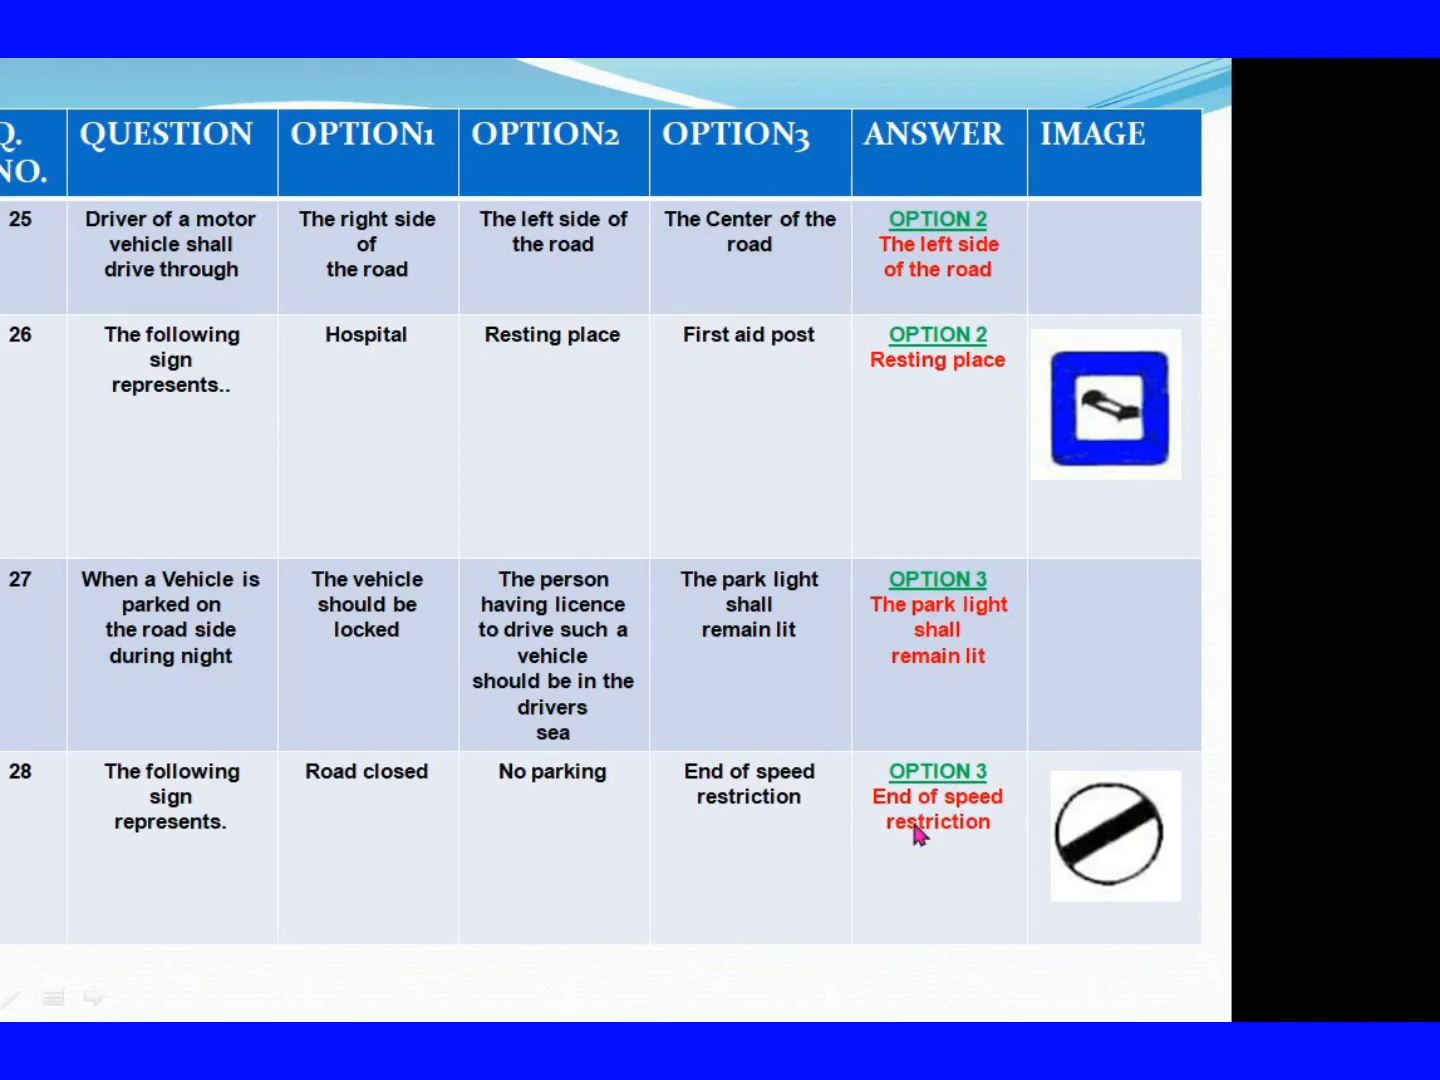 Q.
NO.
QUESTION
OPTION1
OPTION2
OPTION3
ANSWER
IMAGE
25
Driver of a motor
vehicle shall
drive through
The right side
of
the road
The left side of
the road
The Center of the
road
OPTION 2
The left side
of the road
26
The following
sign
represents..
Hospital
Resting place
First aid post
OPTION 2
Resting place
27
When a Vehicle is
parked on
the road side
during night
The vehicle
should be
locked
The person
having licence
to drive such a
vehicle
should be in the
drivers
sea
The park light
shall
remain lit
OPTION 3
The park light
shall
remain lit
28
The following
sign
represents.
Road closed
No parking
End of speed
restriction
OPTION 3
End of speed
restriction